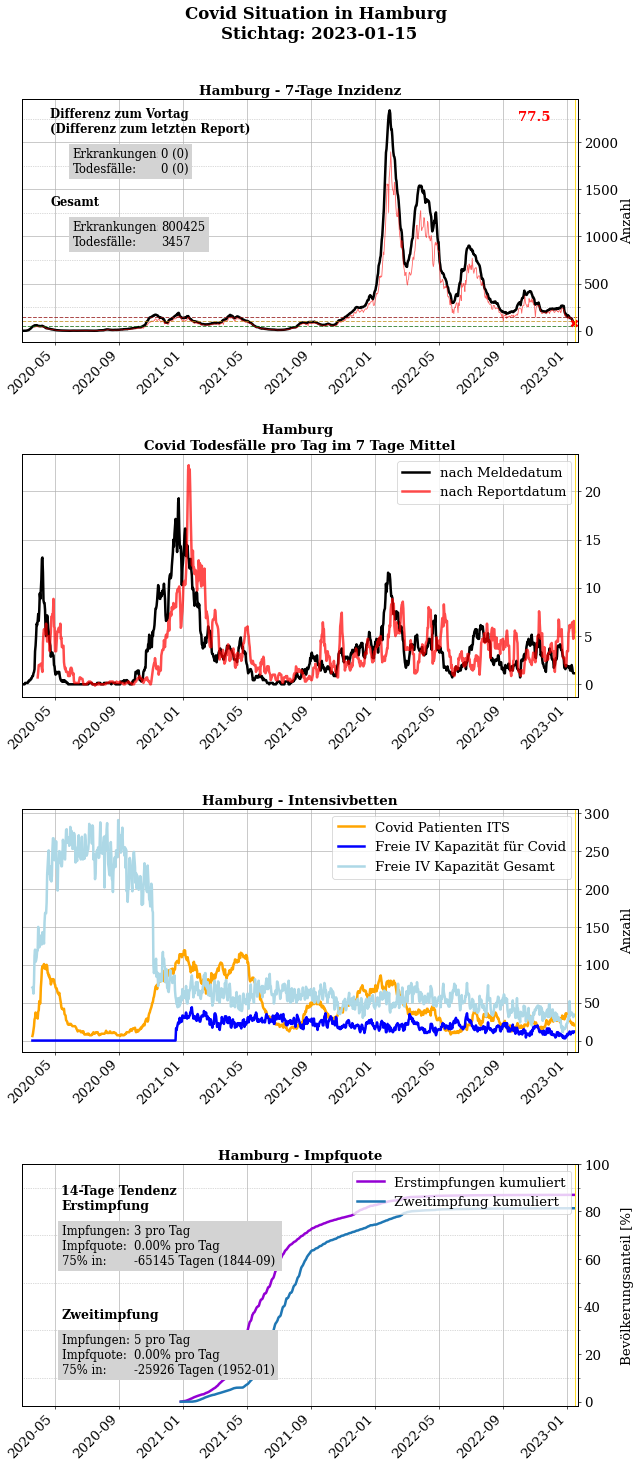 Covid Situation in Hamburg
Stichtag: 2023-01-15
Hamburg - 7-Tage Inzidenz
Differenz zum Vortag
(Differenz zum letzten Report)
Erkrankungen 0 (0)
Todesfälle: 0 (0)
Gesamt
Erkrankungen 800425
Todesfälle: 3457
77.5
2000
1500
1000
500
0
Anzahl
2020-05 2020-09 2021-01 2021-05 2021-09 2022-01 2022-05 2022-09 2023-01
Hamburg
Covid Todesfälle pro Tag im 7 Tage Mittel
nach Meldedatum
nach Reportdatum
20
15
10
5
0
2020-05 2020-09 2021-01 2021-05 2021-09 2022-01 2022-05 2022-09 2023-01
Hamburg - Intensivbetten
Covid Patienten ITS
Freie IV Kapazität für Covid
Freie IV Kapazität Gesamt
300
250
200
150
100
50
0
Anzahl
2020-05 2020-09 2021-01 2021-05 2021-09 2022-01 2022-05 2022-09 2023-01
Hamburg - Impfquote
14-Tage Tendenz
Erstimpfung
Impfungen: 3 pro Tag
Impfquote: 0.00% pro Tag
75% in: -65145 Tagen (1844-09)
Zweitimpfung
Impfungen: 5 pro Tag
Impfquote: 0.00% pro Tag
75% in: -25926 Tagen (1952-01)
Erstimpfungen kumuliert
Zweitimpfung kumuliert
100
80
60
40
20
0
Bevölkerungsanteil [%]
2020-05 2020-09 2021-01 2021-05 2021-09 2022-01 2022-05 2022-09 2023-01